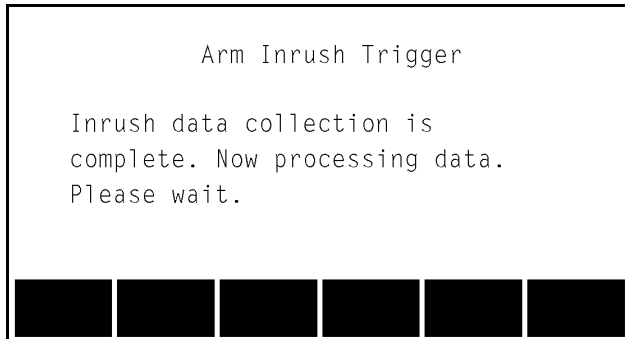 Arm Inrush Trigger
Inrush data collection is
complete. Now processing data.
Please wait.